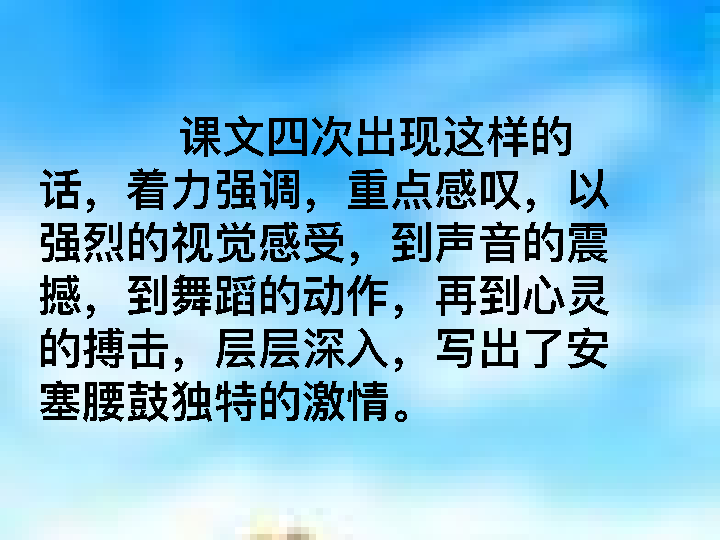 课文四次出现这样的
话，着力强调，重点感叹，以
强烈的视觉感受，到声音的震
撼，到舞蹈的动作，再到心灵
的搏击，层层深入，写出了安
塞腰鼓独特的激情。